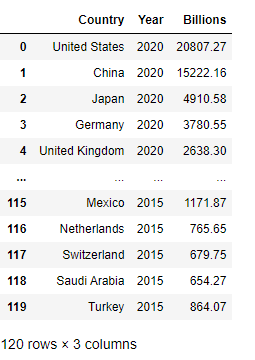 Country Year Billions
0 United States 2020 20807.27
1 China 2020 15222.16
2 Japan 2020 4910.58
3 Germany 2020 3780.55
4 United Kingdom 2020 2638.30
... ... ... ...
115 Mexico 2015 1171.87
116 Netherlands 2015 765.65
117 Switzerland 2015 679.75
118 Saudi Arabia 2015 654.27
119 Turkey 2015 864.07
120 rows × 3 columns